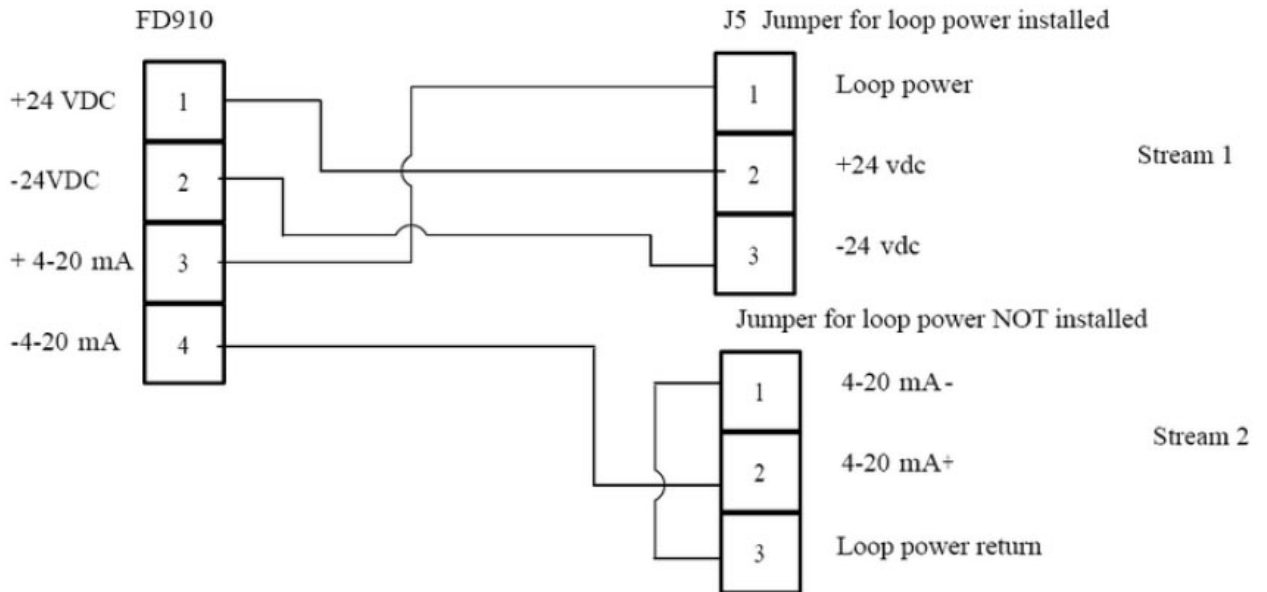 FD910
J5 Jumper for loop power installed
+24 VDC
1
1
Loop power
-24VDC
2
2
+24 vdc
Stream 1
+ 4-20 mA
3
3
-24 vdc
-4-20 mA
4
Jumper for loop power NOT installed
1
4-20 mA-
2
4-20 mA+
Stream 2
3
Loop power return